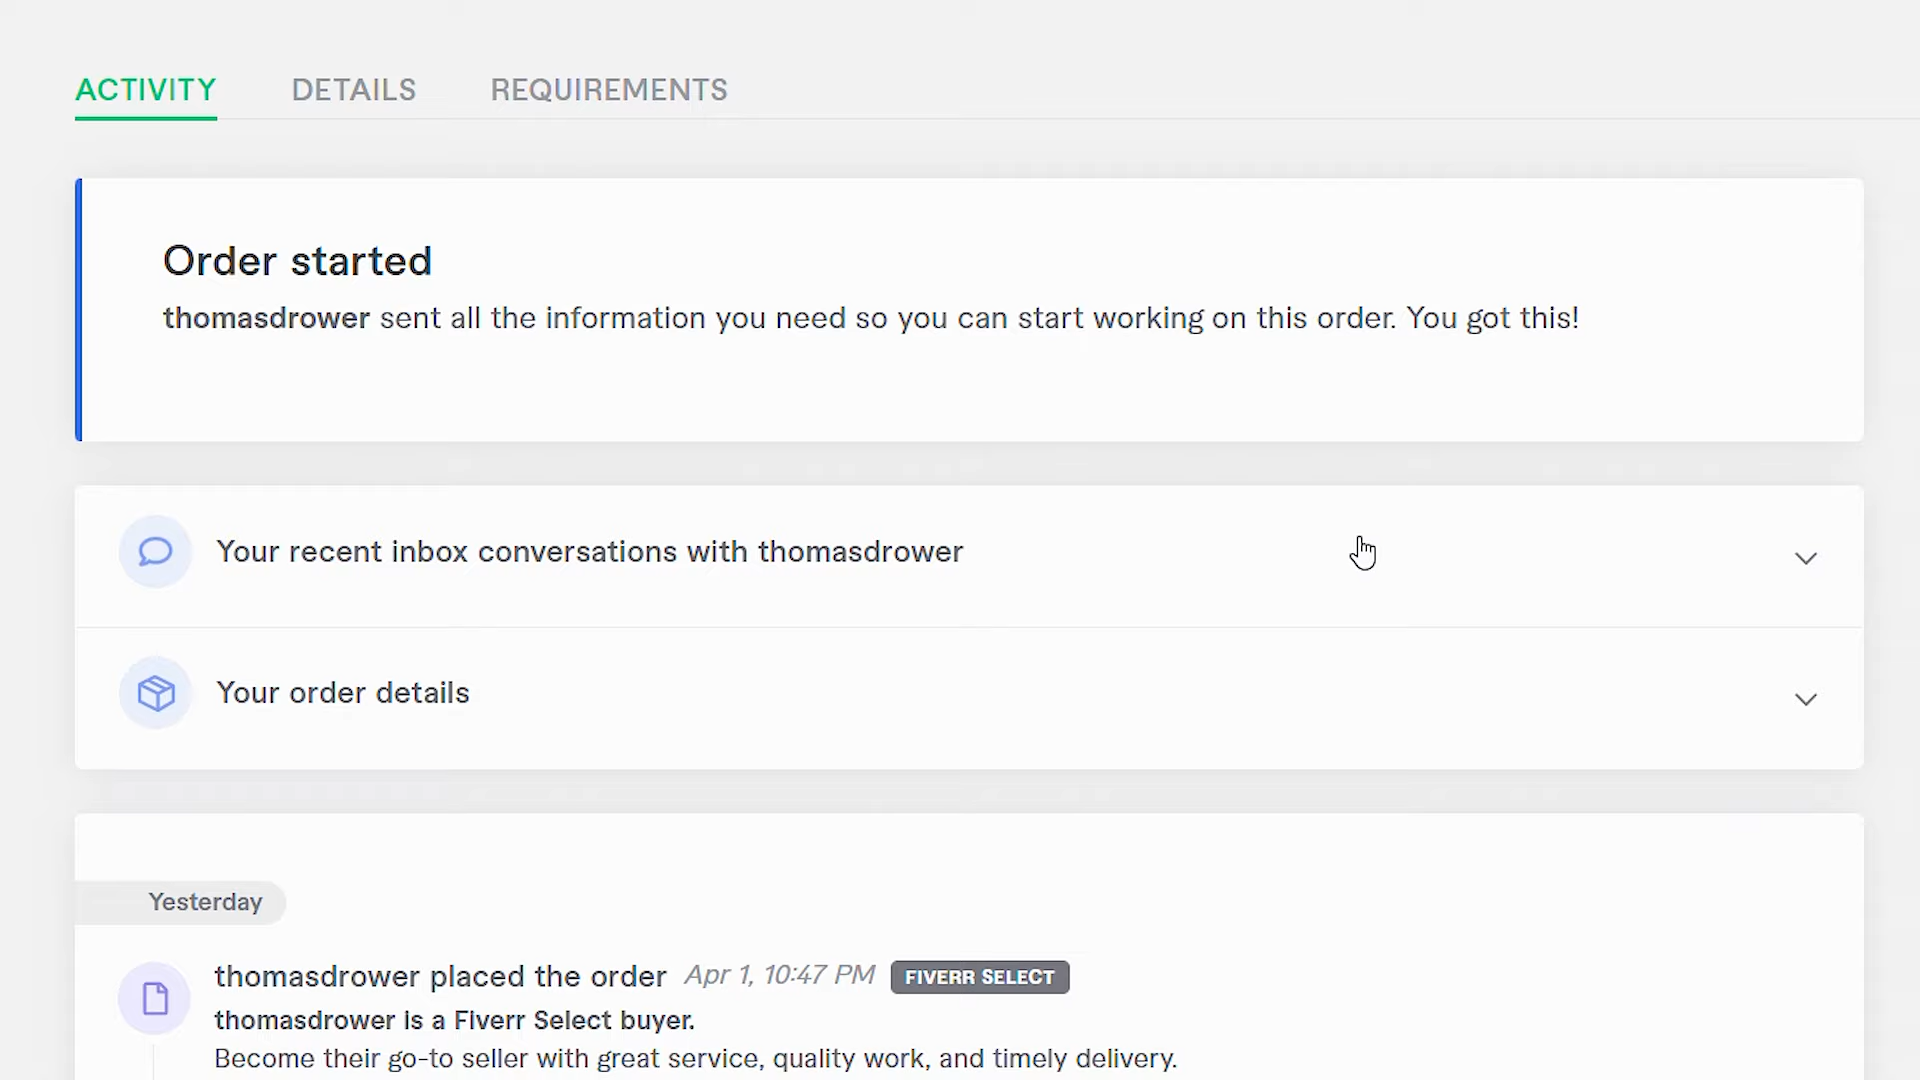 ACTIVITY DETAILS REQUIREMENTS
Order started
thomasdrower sent all the information you need so you can start working on this order. You got this!
Your recent inbox conversations with thomasdrower
Your order details
Yesterday
thomasdrower placed the order Apr 1, 10:47 PM FIVERR SELECT
thomasdrower is a Fiverr Select buyer.
Become their go-to seller with great service, quality work, and timely delivery.